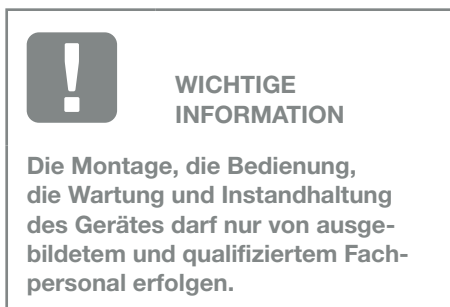 !
WICHTIGE
INFORMATION
Die Montage, die Bedienung,
die Wartung und Instandhaltung
des Gerätes darf nur von ausge-
bildetem und qualifiziertem Fach-
personal erfolgen.